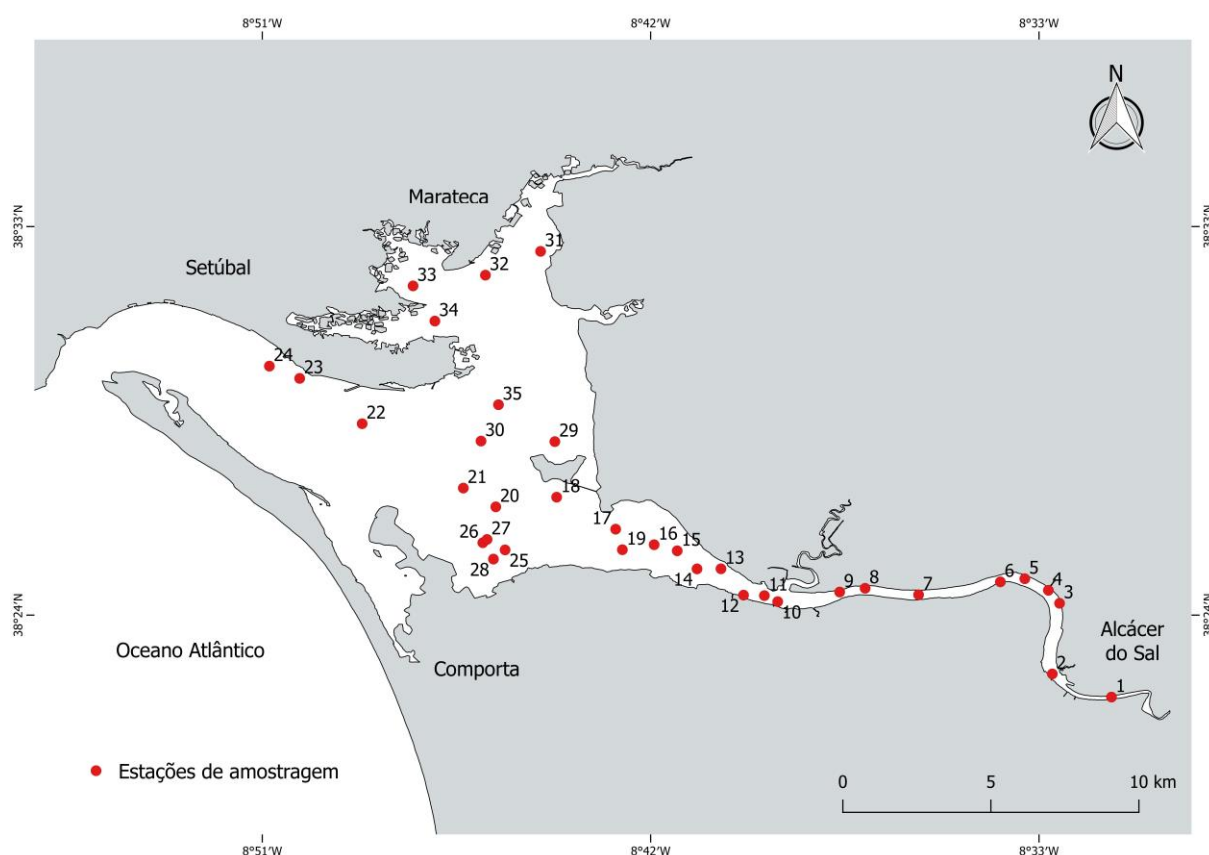 8°51'W 8°42'W 8°33'W
N
Marateca
38°33'N 38°33'N
31
Setúbal
32
33
34
24
23
35
22
30 29
21
18
20
17
26 27
16 15
19
25
28
13
14
11
12
10
9 8
7
6 5
4
3
38°24'N 38°24'N
Oceano Atlântico
Comporta
Alcácer
do Sal
2
1
Estações de amostragem
0 5 10 km
8°51'W 8°42'W 8°33'W